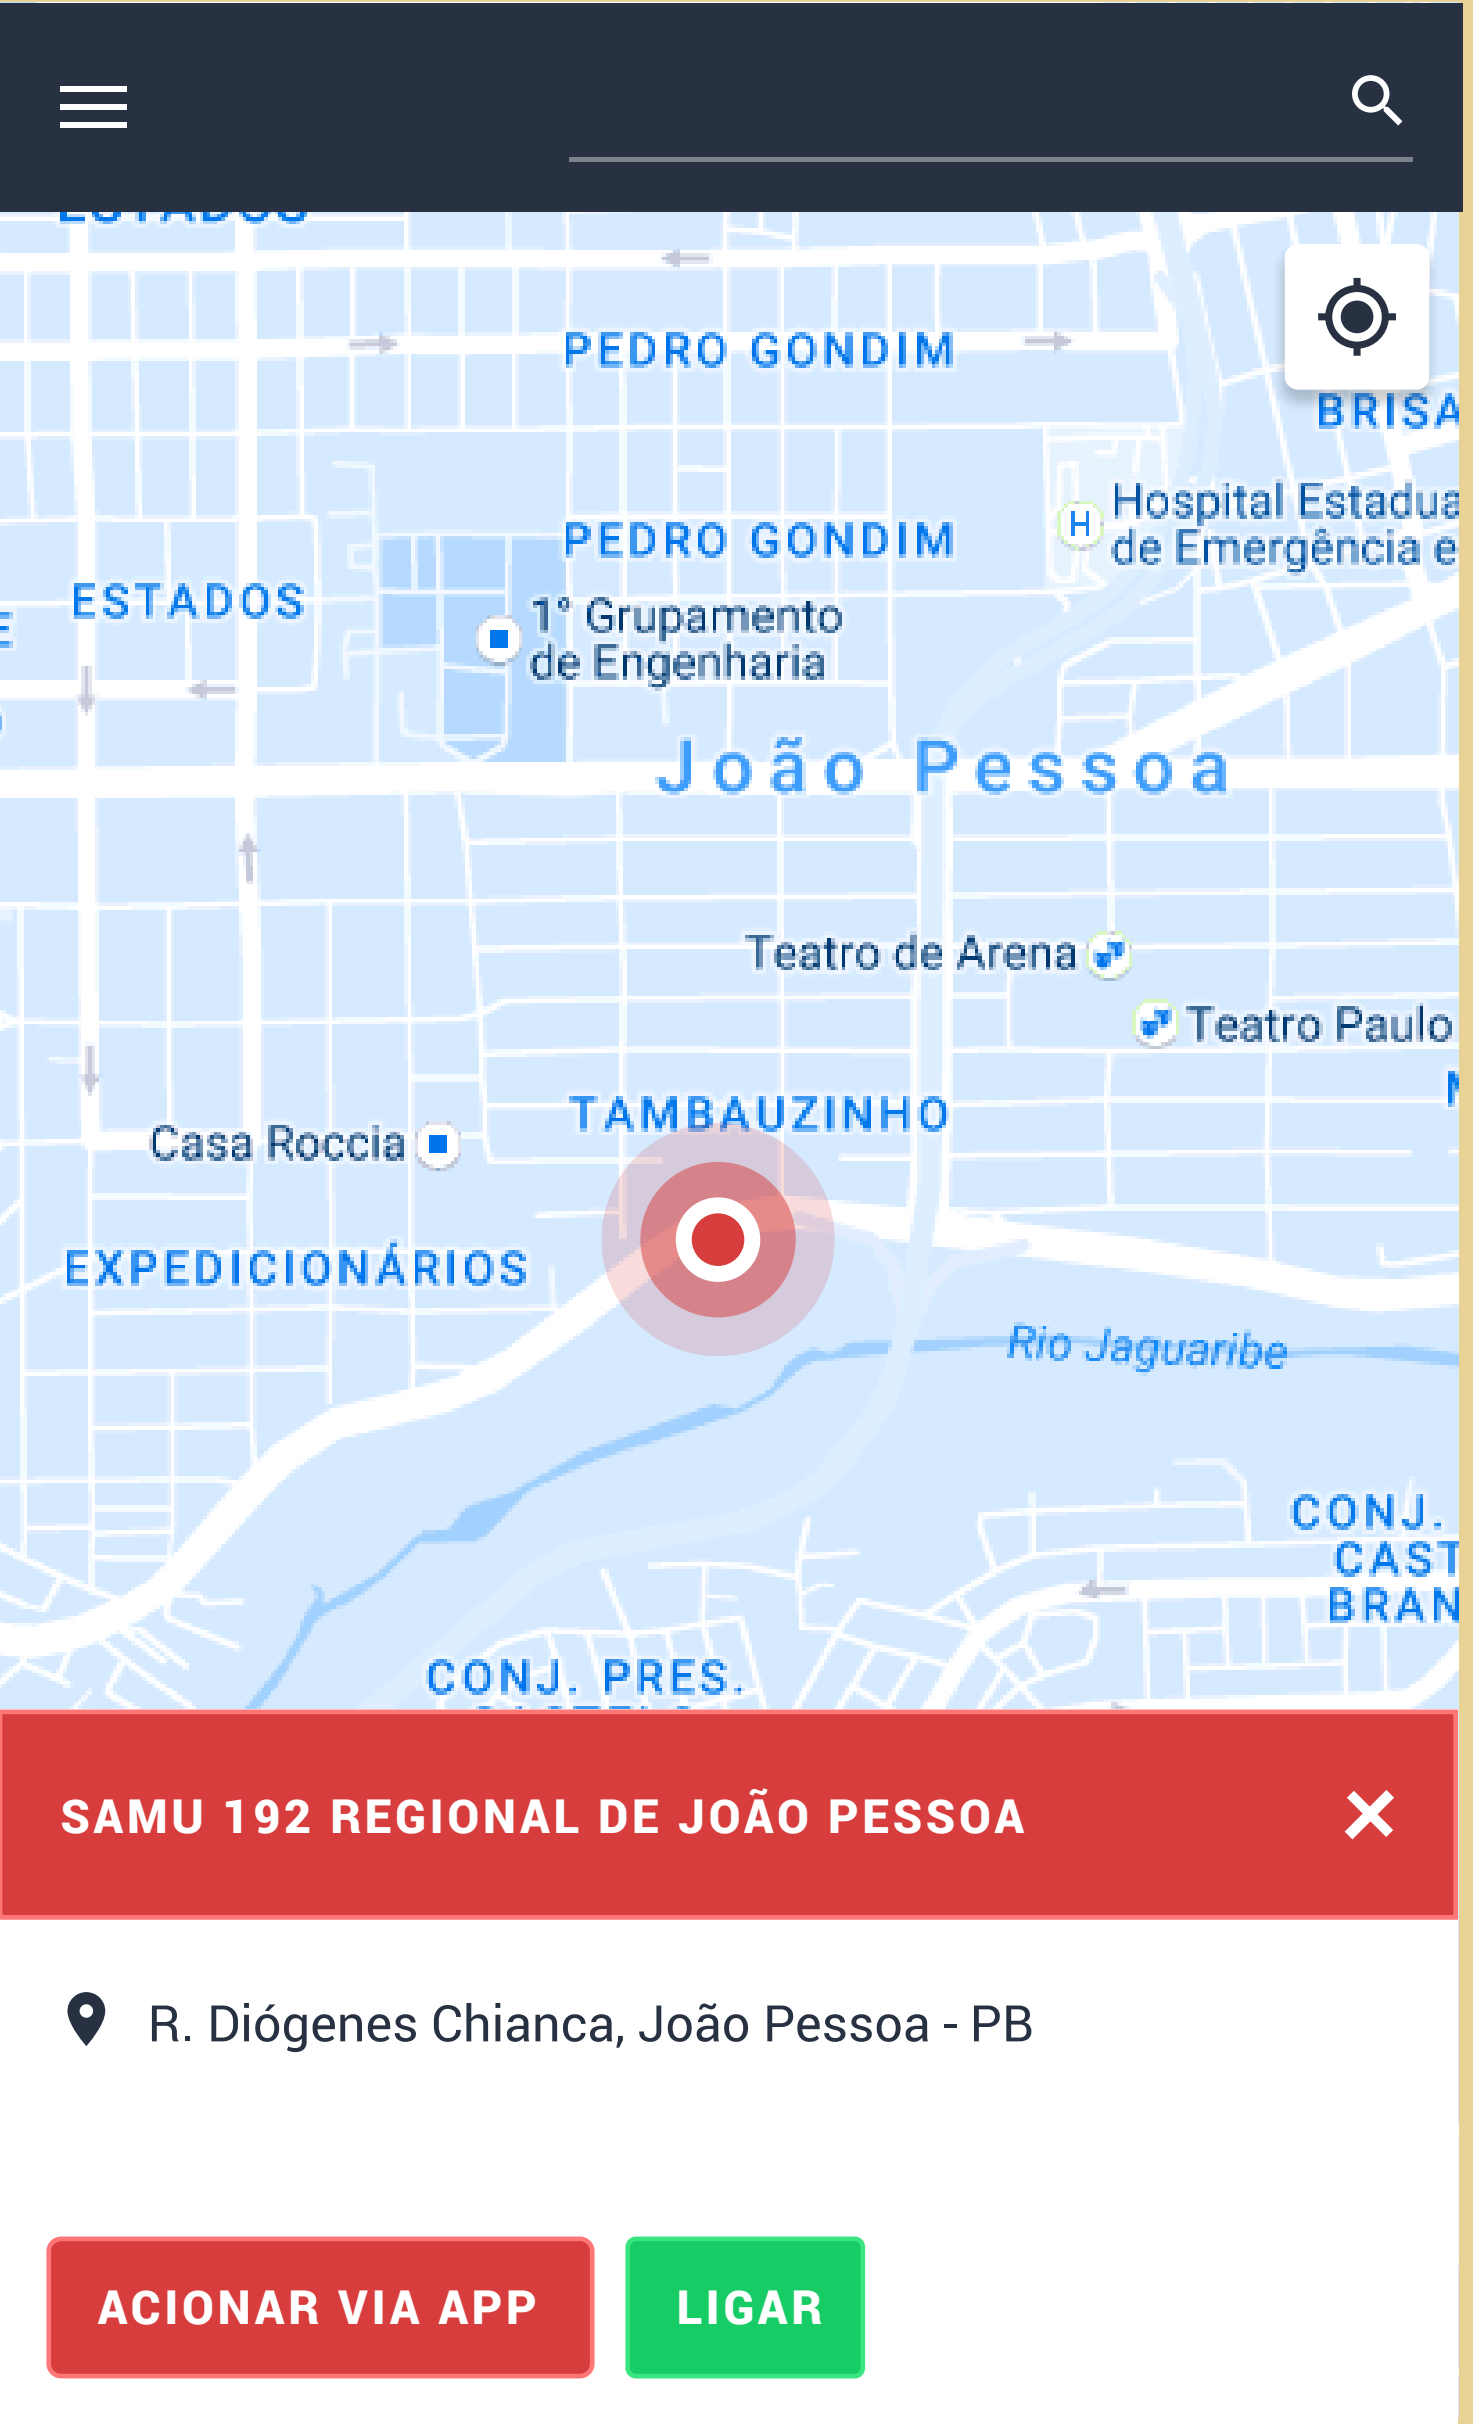 ESTADOS
PEDRO GONDIM
BRISA
Hospital Estadua
de Emergência e
PEDRO GONDIM
ESTADOS
E
1° Grupamento
de Engenharia
João Pessoa
Teatro de Arena
Teatro Paulo
TAMBAUZINHO
Casa Roccia
EXPEDICIONÁRIOS
Rio Jaguaribe
CONJ.
CAST
BRAN
CONJ. PRES.
SAMU 192 REGIONAL DE JOÃO PESSOA
R. Diógenes Chianca, João Pessoa - PB
ACIONAR VIA APP
LIGAR